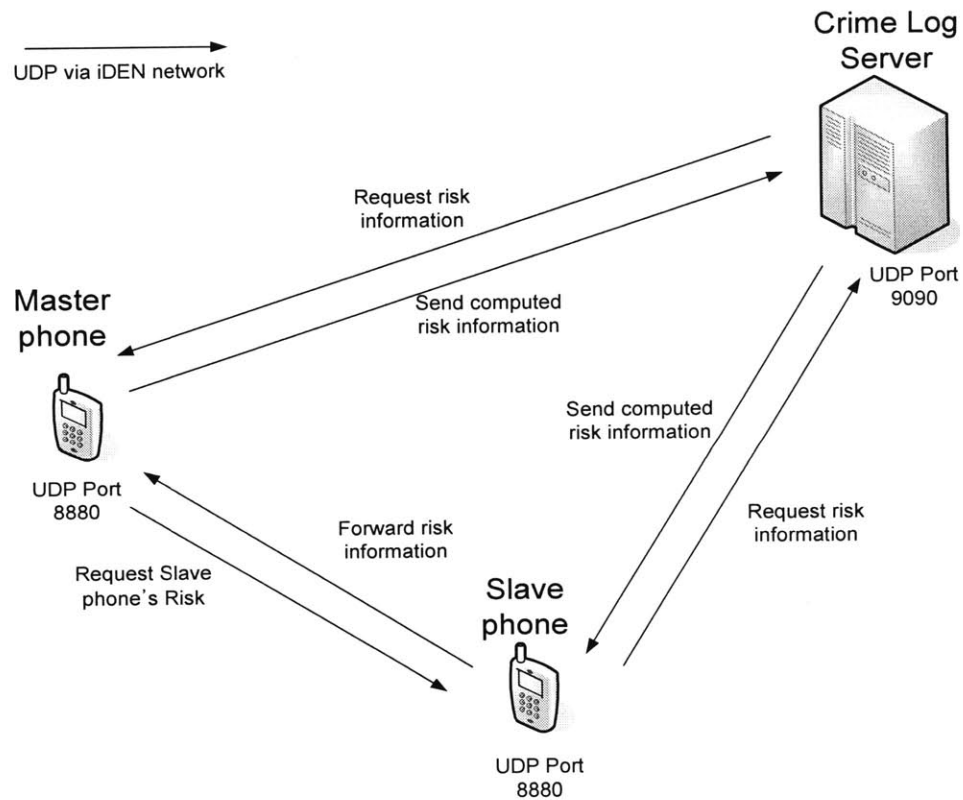 Crime Log
Server
UDP via iDEN network
Request risk
information
UDP Port
9090
Send computed
risk information
Master
phone
Send computed
risk information
UDP Port
8880
Request risk
information
Forward risk
information
Request Slave
phone's Risk
Slave
phone
UDP Port
8880